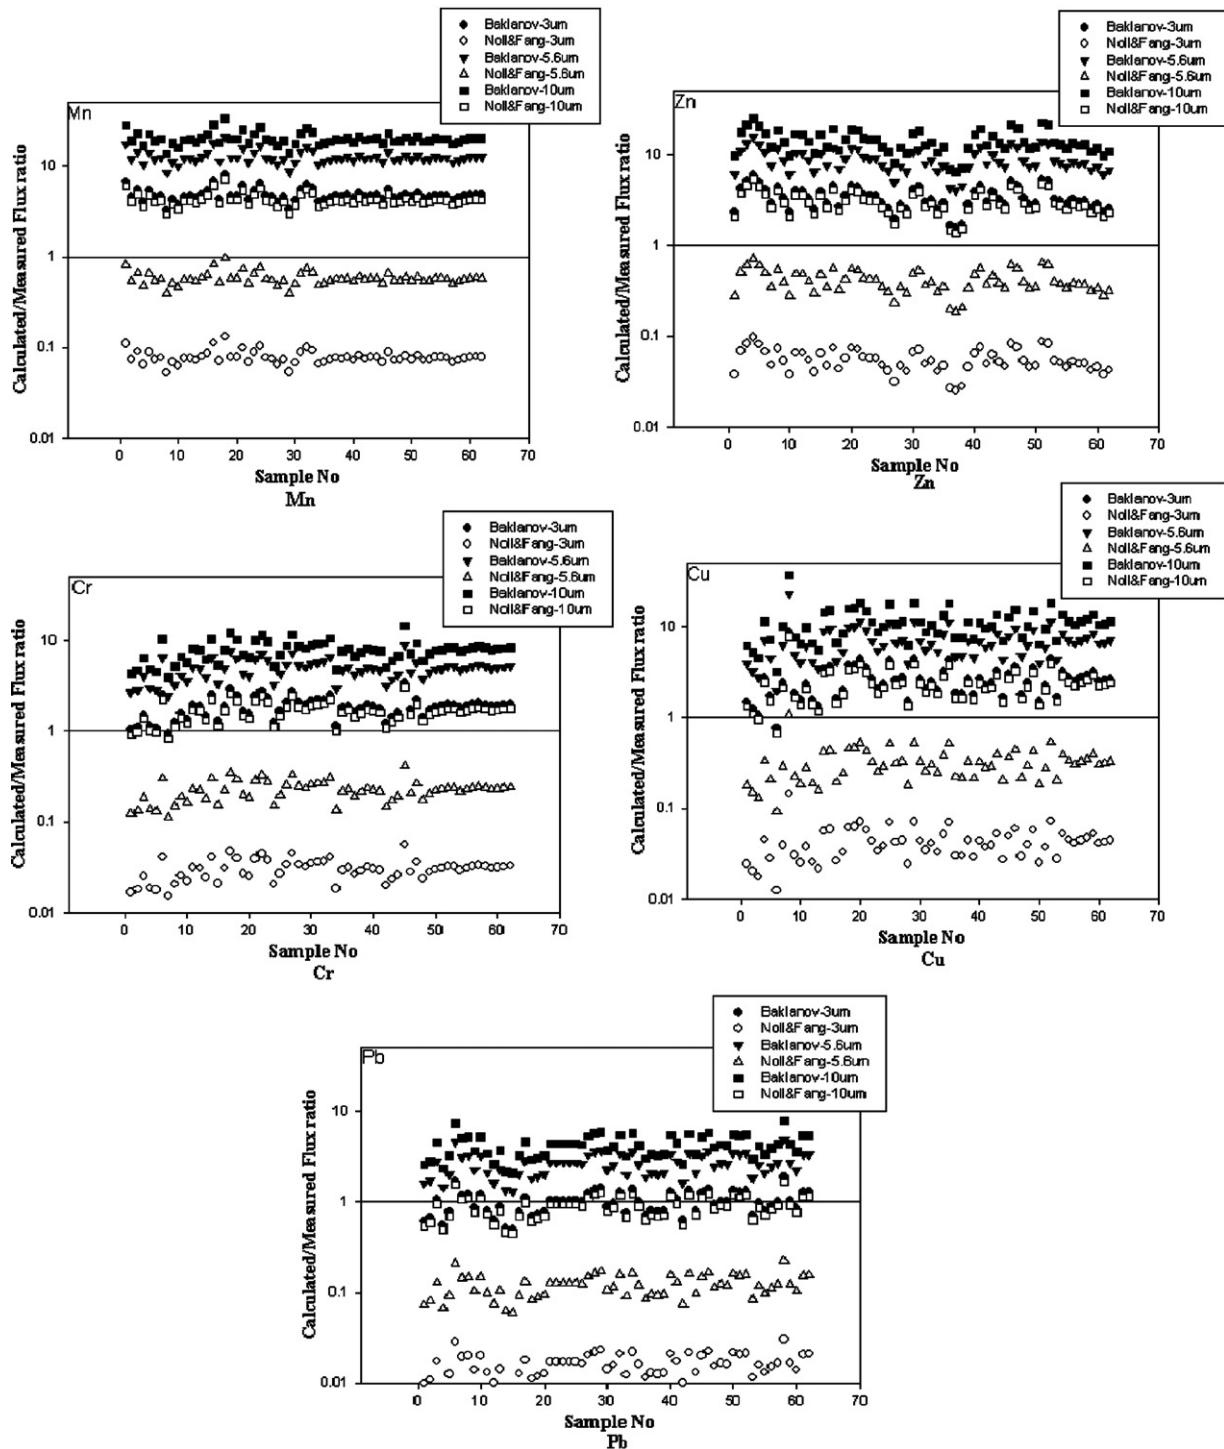 Baklanov-3um
Noll&Fang-3um
Baklanov-5.6um
Noll&Fang-5.6um
Baklanov-10um
Noll&Fang-10um
Mn
Calculated/Measured Flux ratio
10
1
0.1
0.01
0 10 20 30 40 50 60 70
Sample No
Mn
Baklanov-3um
Noll&Fang-3um
Baklanov-5.6um
Noll&Fang-5.6um
Baklanov-10um
Noll&Fang-10um
Zn
Calculated/Measured Flux ratio
10
1
0.1
0.01
0 10 20 30 40 50 60 70
Sample No
Zn
Baklanov-3um
Noll&Fang-3um
Baklanov-5.6um
Noll&Fang-5.6um
Baklanov-10um
Noll&Fang-10um
Cr
Calculated/Measured Flux ratio
10
1
0.1
0.01
0 10 20 30 40 50 60 70
Sample No
Cr
Baklanov-3um
Noll&Fang-3um
Baklanov-5.6um
Noll&Fang-5.6um
Baklanov-10um
Noll&Fang-10um
Cu
Calculated/Measured Flux ratio
10
1
0.1
0.01
0 10 20 30 40 50 60 70
Sample No
Cu
Baklanov-3um
Noll&Fang-3um
Baklanov-5.6um
Noll&Fang-5.6um
Baklanov-10um
Noll&Fang-10um
Pb
Calculated/Measured Flux ratio
10
1
0.1
0.01
0 10 20 30 40 50 60 70
Sample No
Pb